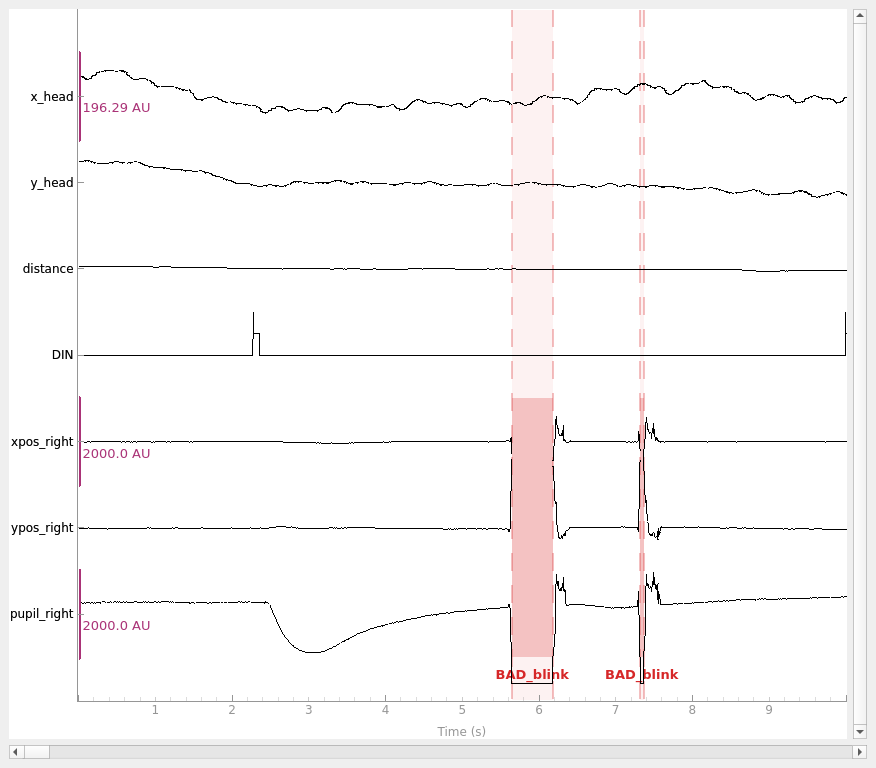 x_head
196.29 AU
y_head
distance
DIN
xpos_right
2000.0 AU
ypos_right
pupil_right
2000.0 AU
BAD_blink BAD_blink
1 2 3 4 5 6 7 8 9
Time (s)